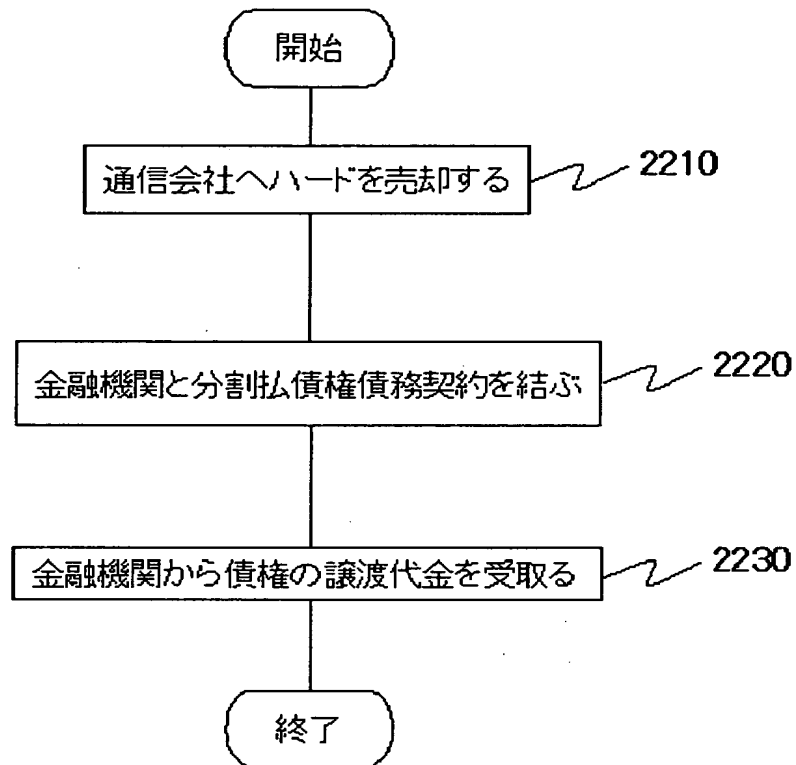 開始
通信会社へハードを売却する
2210
金融機関と分割払債権債務契約を結ぶ
2220
金融機関から債権の譲渡代金を受取る
2230
終了